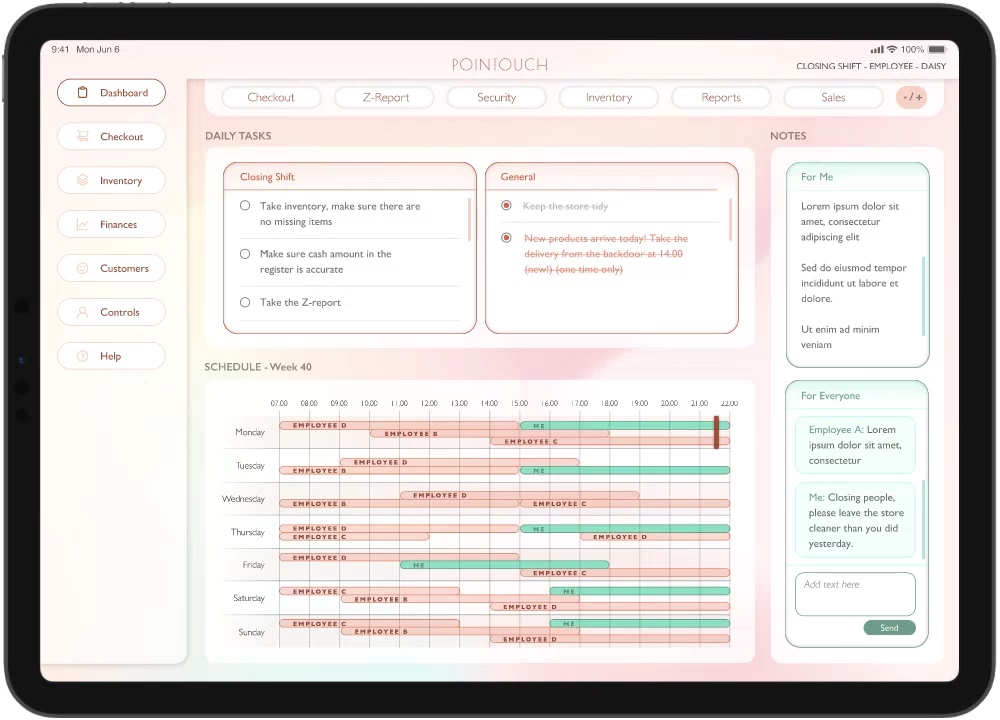 9:41 Mon Jun 6
100%
POINTOUCH
CLOSING SHIFT - EMPLOYEE - DAISY
Dashboard
Checkout
Inventory
Finances
Customers
Controls
Help
Checkout
Z-Report
Security
Inventory
Reports
Sales
- / +
DAILY TASKS
Closing Shift
Take inventory, make sure there are
no missing items
Make sure cash amount in the
register is accurate
Take the Z-report
General
Keep the store tidy
New products arrive today! Take the
delivery from the backdoor at 14.00
(new!) (one time only)
NOTES
For Me
Lorem ipsum dolor sit
amet, consectetur
adipiscing elit
Sed do eiusmod tempor
incididunt ut labore et
dolore.
Ut enim ad minim
veniam
For Everyone
Employee A: Lorem
ipsum dolor sit amet,
consectetur
Me: Closing people,
please leave the store
cleaner than you did
yesterday.
Add text here
Send
SCHEDULE - Week 40
07.00 08.00 09.00 10.00 11.00 12.00 13.00 14.00 15.00 16.00 17.00 18.00 19.00 20.00 21.00 22.00
Monday
EMPLOYEE D
ME
EMPLOYEE B
EMPLOYEE C
Tuesday
EMPLOYEE D
EMPLOYEE B
ME
Wednesday
EMPLOYEE D
EMPLOYEE B
EMPLOYEE C
Thursday
EMPLOYEE D
ME
EMPLOYEE C
EMPLOYEE D
Friday
EMPLOYEE D
ME
EMPLOYEE C
Saturday
EMPLOYEE C
ME
EMPLOYEE B
EMPLOYEE D
Sunday
EMPLOYEE C
ME
EMPLOYEE B
EMPLOYEE D